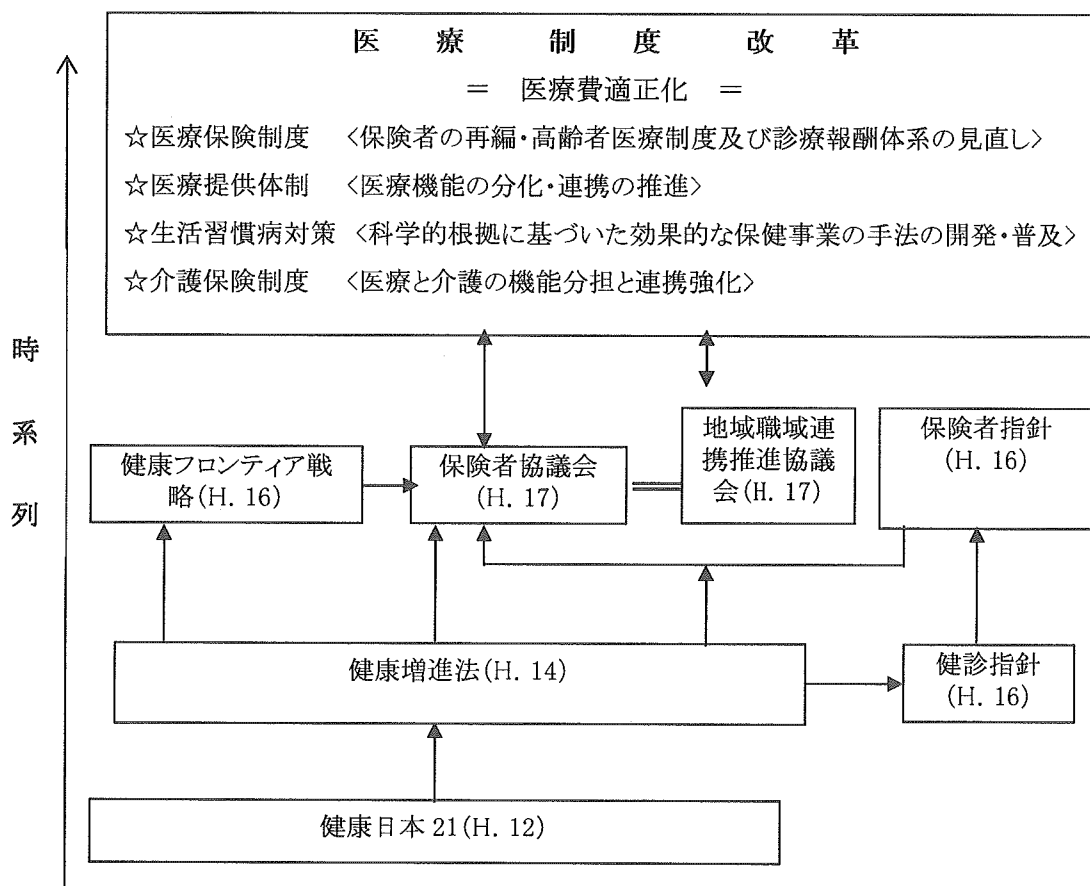 医 療 制 度 改 革
＝ 医療費適正化 ＝
☆医療保険制度 <保険者の再編・高齢者医療制度及び診療報酬体系の見直し>
☆医療提供体制 <医療機能の分化・連携の推進>
☆生活習慣病対策 <科学的根拠に基づいた効果的な保健事業の手法の開発・普及>
☆介護保険制度 <医療と介護の機能分担と連携強化>
時
系
列
健康フロンティア戦
略(H. 16)
保険者協議会
(H. 17)
地域職域連
携推進協議
会(H. 17)
保険者指針
(H. 16)
健康増進法(H. 14)
健診指針
(H. 16)
健康日本 21(H. 12)